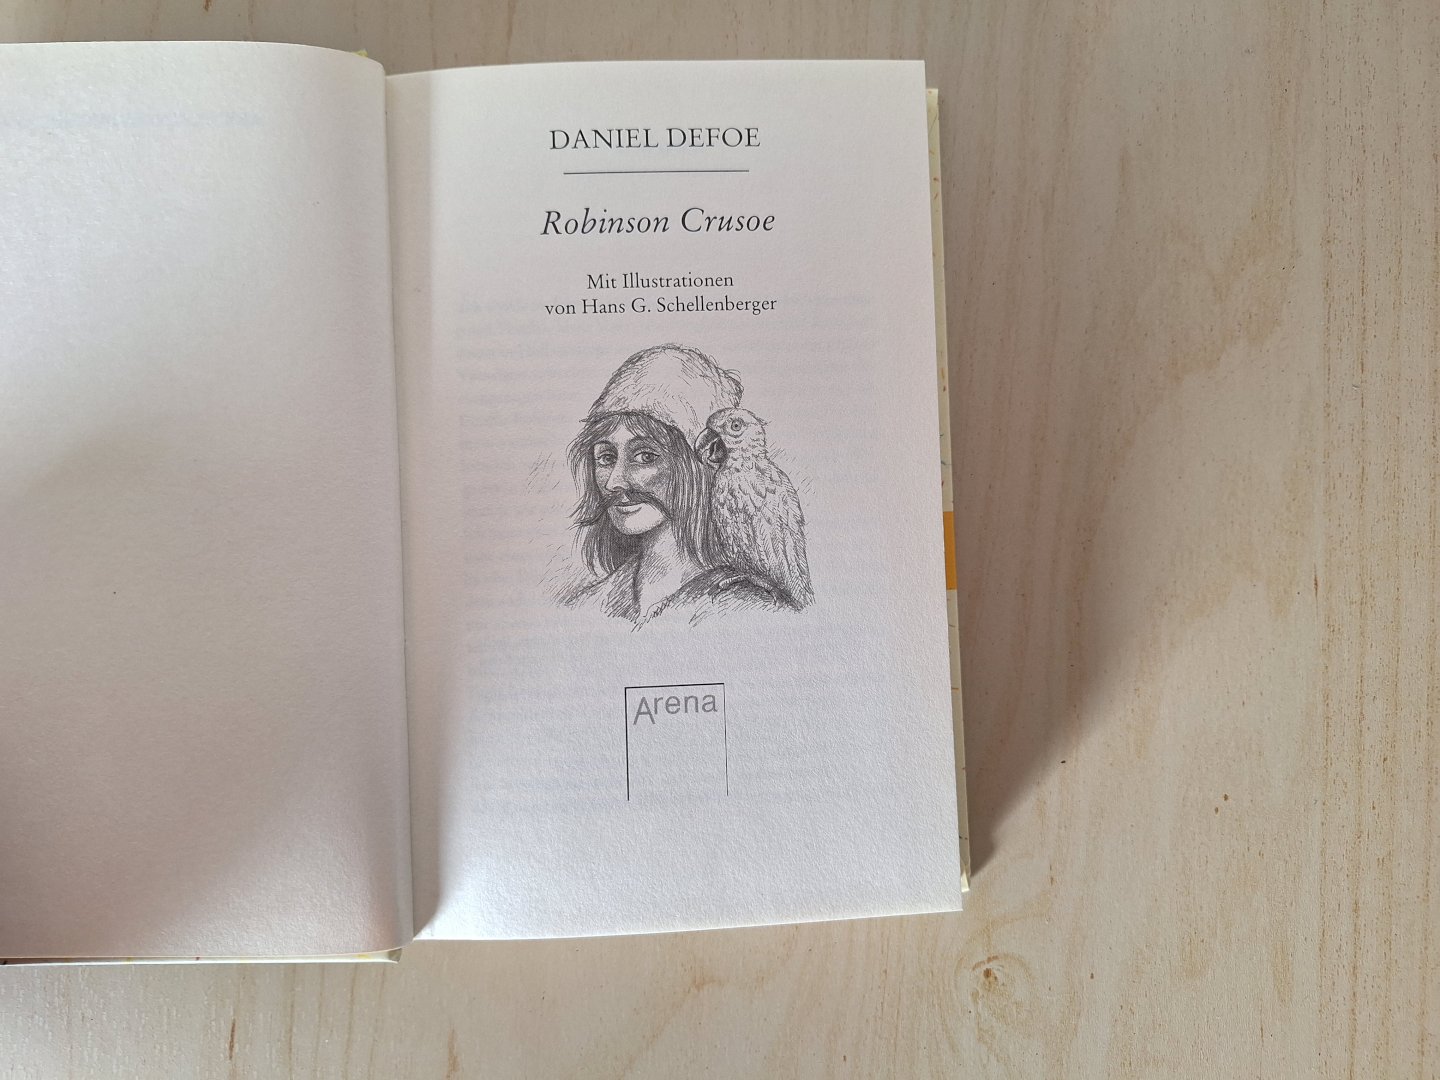 DANIEL DEFOE
Robinson Crusoe
Mit Illustrationen
von Hans G. Schellenberger
Arena